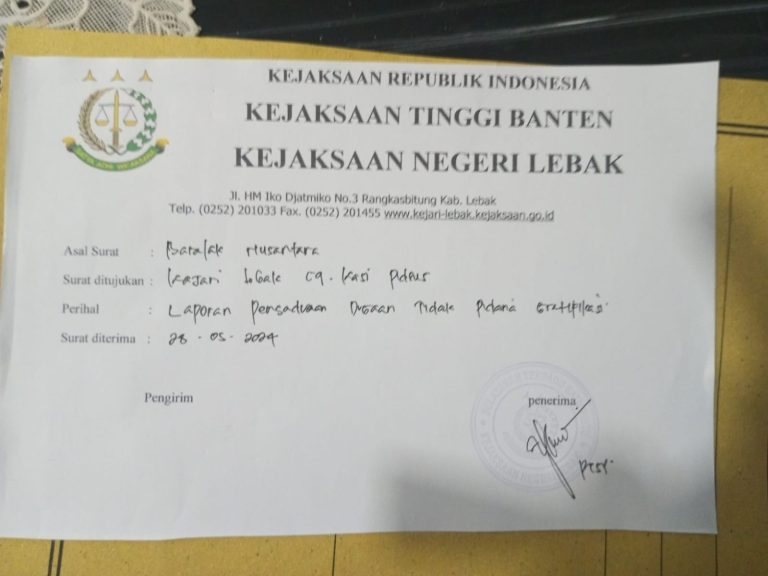 KEJAKSAAN REPUBLIK INDONESIA
KEJAKSAAN TINGGI BANTEN
KEJAKSAAN NEGERI LEBAK
Jl. HM Iko Djatmiko No.3 Rangkasbitung Kab. Lebak
Telp. (0252) 201033 Fax. (0252) 201455 www.kejari-lebak.kejaksaan.go.id
Asal Surat : Baralak Nusantara
Surat ditujukan : Kajari Lebak cq. Kasi Pidsus
Perihal : Laporan Pengaduan Dugaan Tidak Pidana Gratifikasi
Surat diterima : 28 - 05 - 2024
Pengirim
penerima